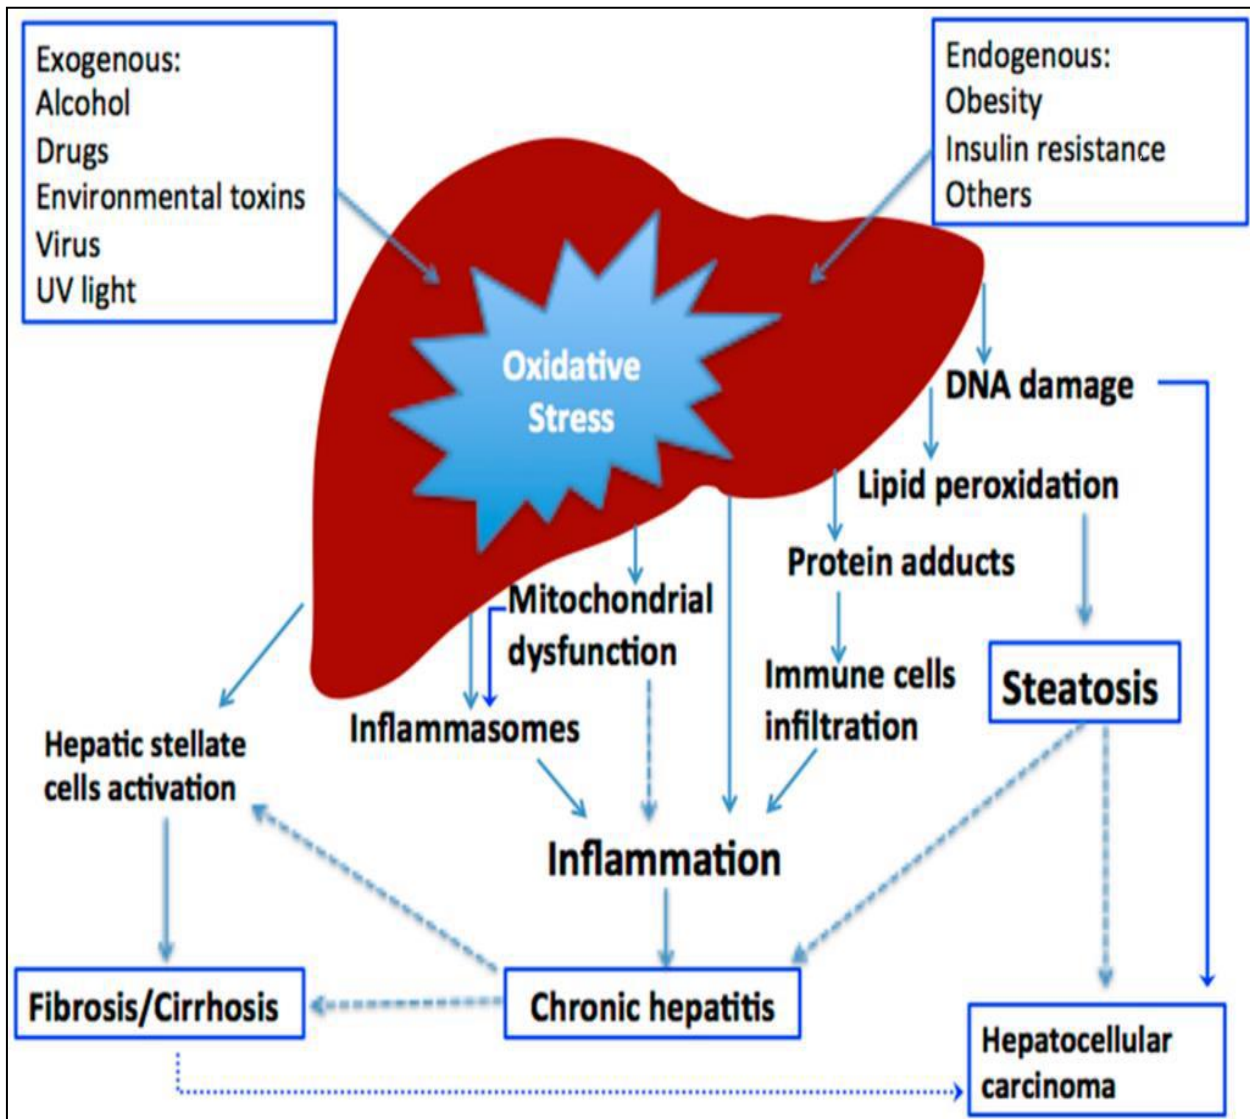 Exogenous:
Alcohol
Drugs
Environmental toxins
Virus
UV light
Endogenous:
Obesity
Insulin resistance
Others
Oxidative
Stress
DNA damage
Lipid peroxidation
Protein adducts
Mitochondrial
dysfunction
Immune cells
infiltration
Steatosis
Inflammasomes
Hepatic stellate
cells activation
Inflammation
Fibrosis/Cirrhosis
Chronic hepatitis
Hepatocellular
carcinoma